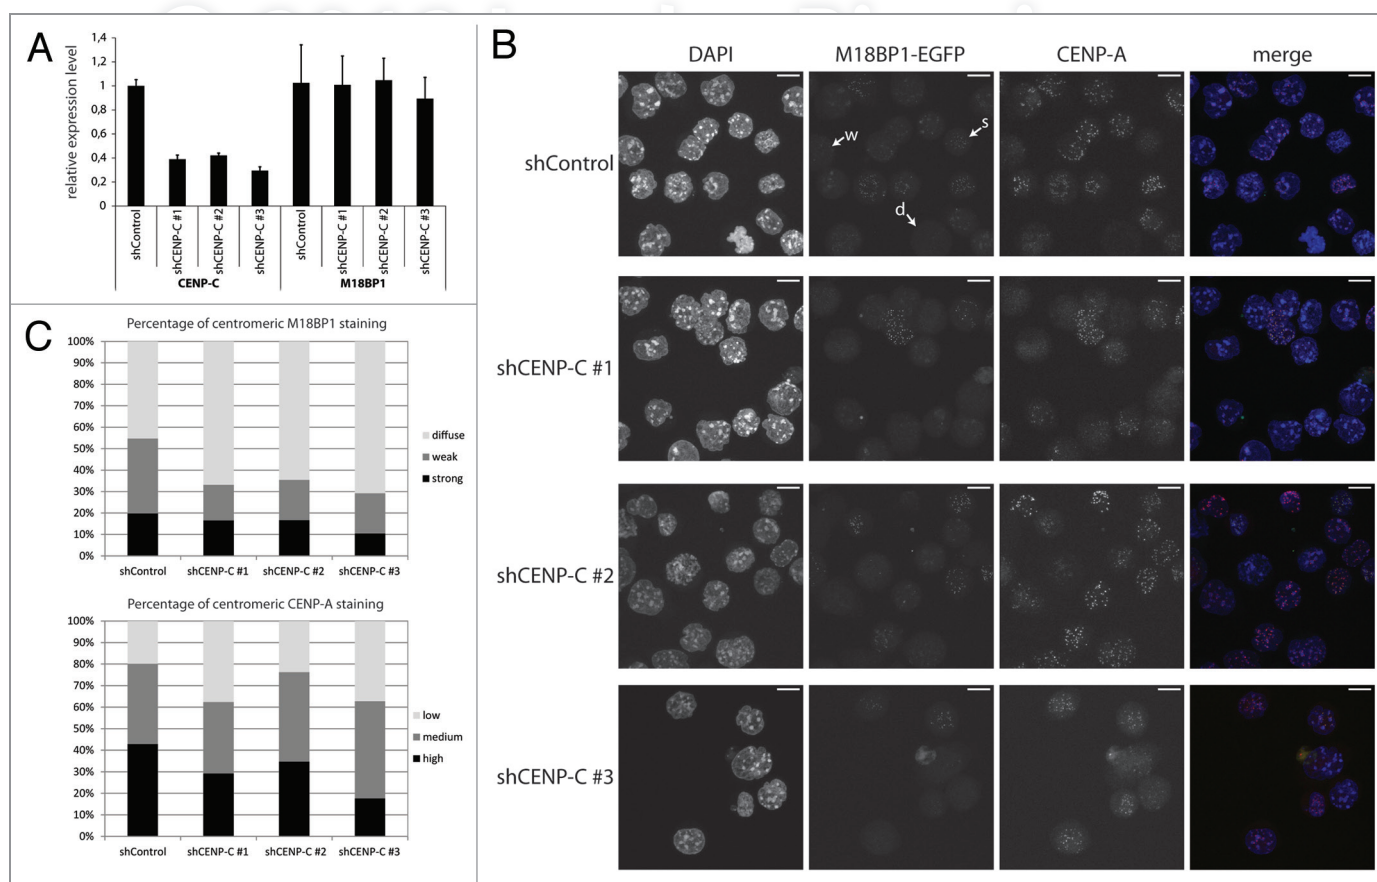 A
1,4
1,2
1
0,6
0,6
0,4
0,2
0
relative expression level
shControl
shCENP-C #1
shCENP-C #2
shCENP-C #3
shControl
shCENP-C #1
shCENP-C #2
shCENP-C #3
CENP-C
M18BP1
B
DAPI
M18BP1-EGFP
CENP-A
merge
shControl
w
s
d
shCENP-C #1
shCENP-C #2
shCENP-C #3
C
Percentage of centromeric M18BP1 staining
100%
90%
80%
70%
60%
50%
40%
30%
20%
10%
0%
diffuse
weak
strong
shControl
shCENP-C #1
shCENP-C #2
shCENP-C #3
Percentage of centromeric CENP-A staining
100%
90%
80%
70%
60%
50%
40%
30%
20%
10%
0%
low
medium
high
shControl
shCENP-C #1
shCENP-C #2
shCENP-C #3